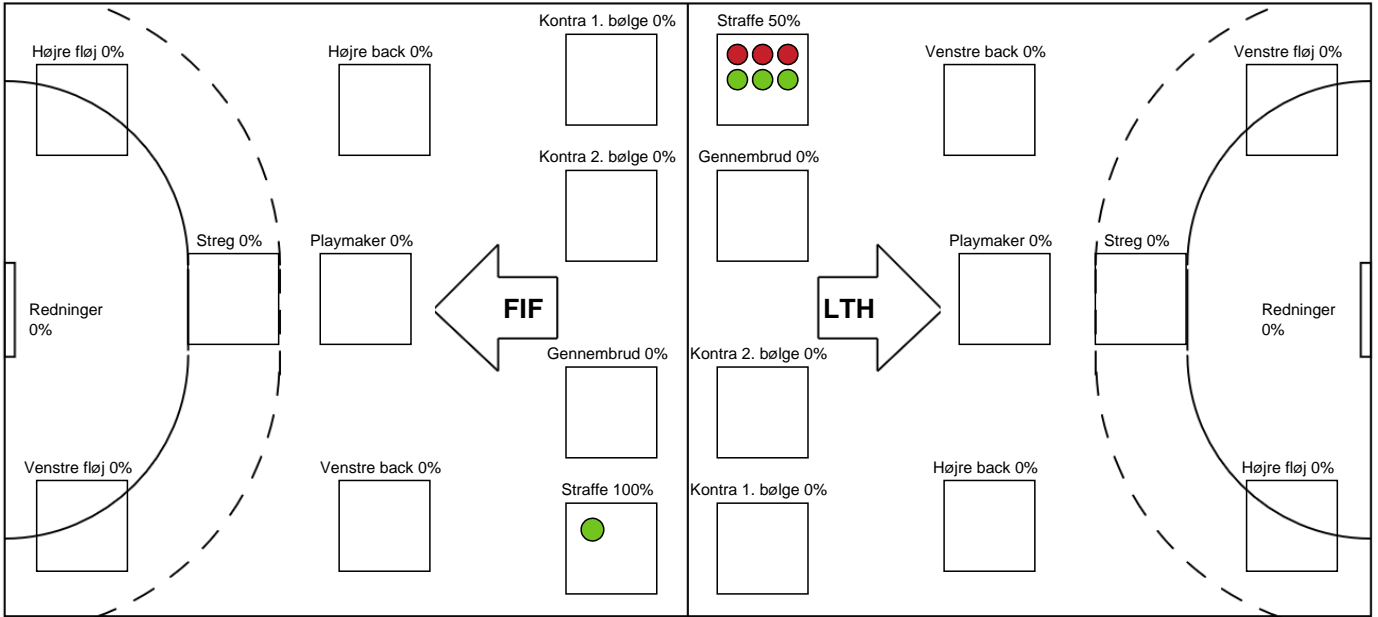 Kontra 1. bølge 0%
Straffe 50%
Højre fløj 0%
Højre back 0%
Venstre back 0%
Venstre fløj 0%
Kontra 2. bølge 0%
Gennembrud 0%
Streg 0%
Playmaker 0%
Playmaker 0%
Streg 0%
Redninger
0%
FIF
LTH
Redninger
0%
Gennembrud 0%
Kontra 2. bølge 0%
Venstre fløj 0%
Venstre back 0%
Højre back 0%
Højre fløj 0%
Straffe 100%
Kontra 1. bølge 0%